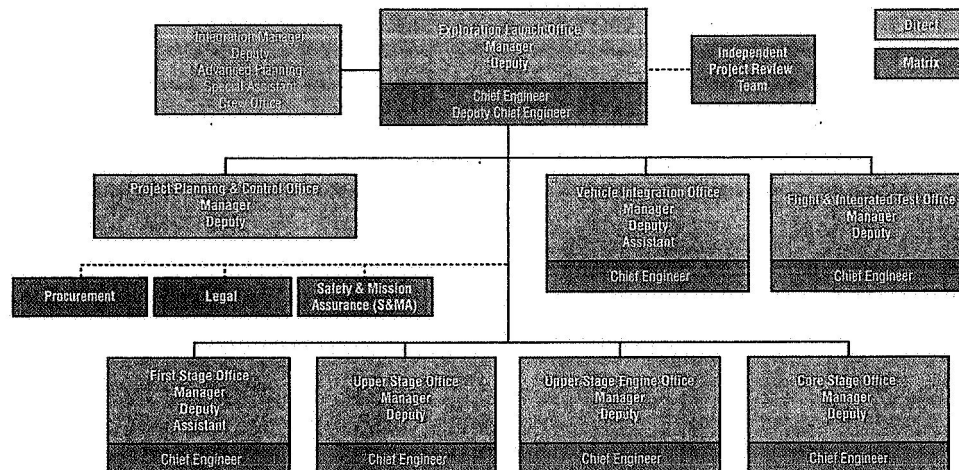 Integration Manager
Deputy
Advanced Planning
Special Assistant
Crew Office
Exploration Launch Office
Manager
Deputy
Chief Engineer
Deputy Chief Engineer
Independent
Project Review
Team
Direct
Matrix
Project Planning & Control Office
Manager
Deputy
Vehicle Integration Office
Manager
Deputy
Assistant
Chief Engineer
Flight & Integrated Test Office
Manager
Deputy
Chief Engineer
Procurement
Legal
Safety & Mission
Assurance (S&MA)
First Stage Office
Manager
Deputy
Assistant
Chief Engineer
Upper Stage Office
Manager
Deputy
Chief Engineer
Upper Stage Engine Office
Manager
Deputy
Chief Engineer
Core Stage Office
Manager
Deputy
Chief Engineer